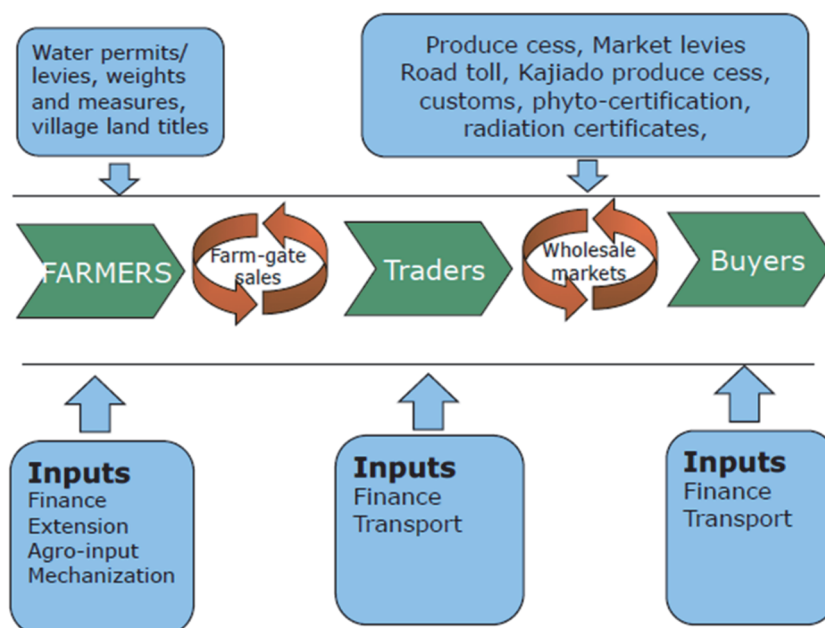 Water permits/
levies, weights
and measures,
village land titles
Produce cess, Market levies
Road toll, Kajiado produce cess,
customs, phyto-certification,
radiation certificates,
FARMERS
Farm-gate
sales
Traders
Wholesale
markets
Buyers
Inputs
Finance
Extension
Agro-input
Mechanization
Inputs
Finance
Transport
Inputs
Finance
Transport